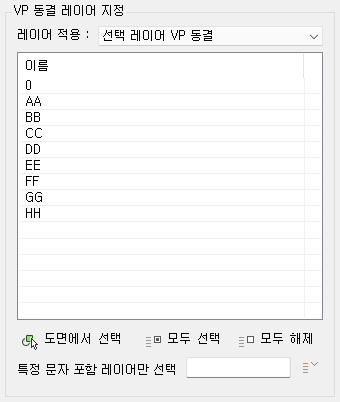 VP 동결 레이어 지정
레이어 적용 : 선택 레이어 VP 동결
이름
0
AA
BB
CC
DD
EE
FF
GG
HH
도면에서 선택 모두 선택 모두 해제
특정 문자 포함 레이어만 선택